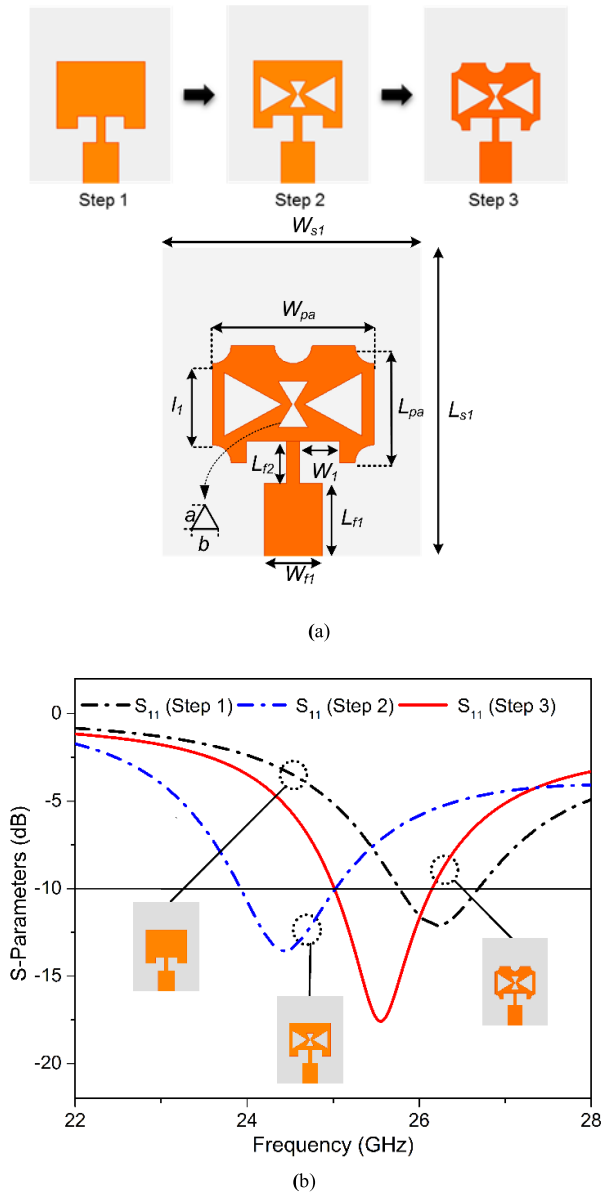 Step 1 Step 2 Step 3
Ws1
Wpa
l1
Lpa
Ls1
Lf2
W1
a
b
Lf1
Wf1
(a)
S11 (Step 1) S11 (Step 2) S11 (Step 3)
0
-5
-10
-15
-20
S-Parameters (dB)
22 24 26 28
Frequency (GHz)
(b)